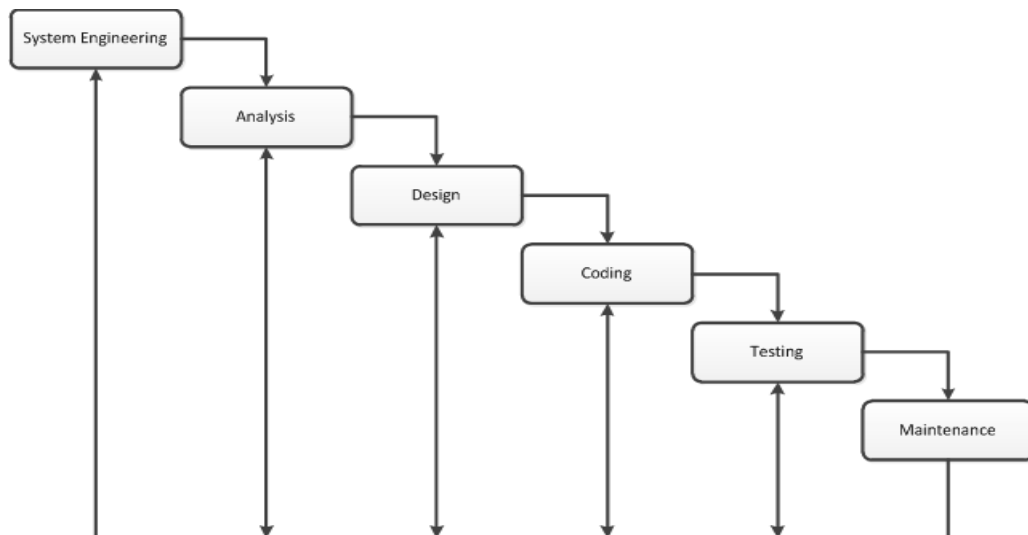 System Engineering
Analysis
Design
Coding
Testing
Maintenance